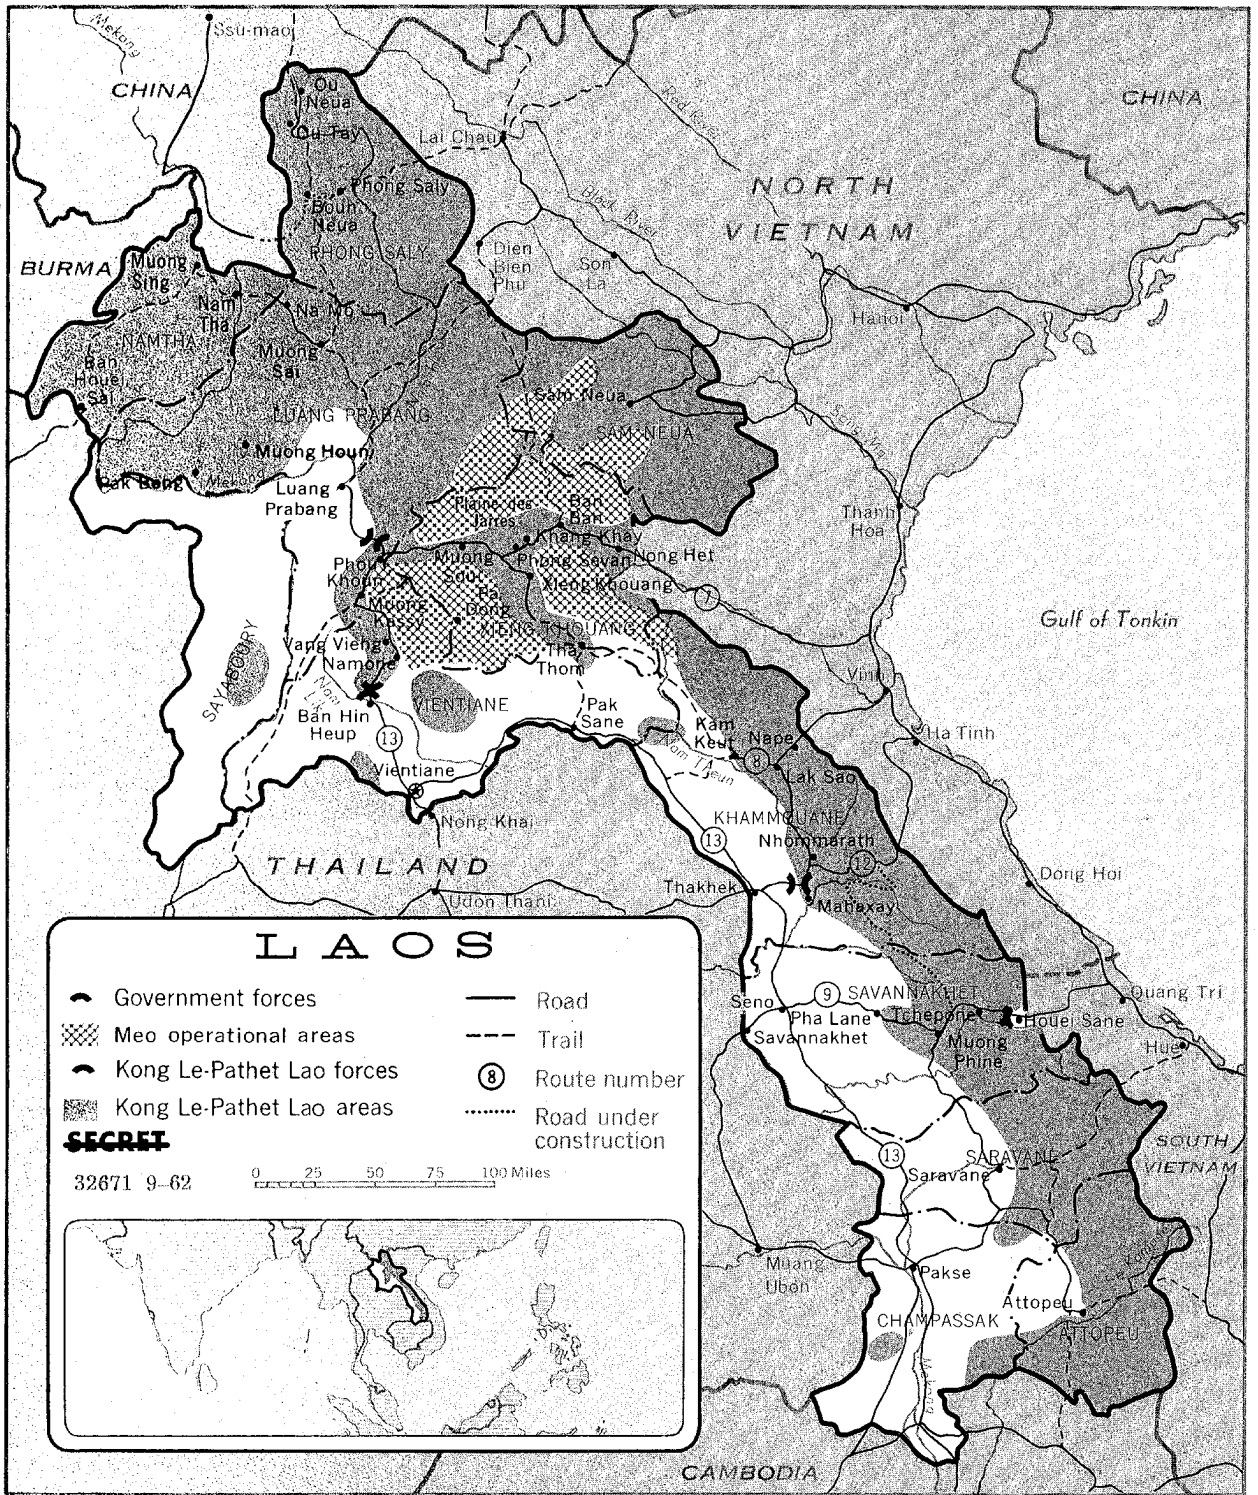 Mekong
Ssu-mao
CHINA
CHINA
Ou
Neua
Ou Tay
Lai Chau
Red River
Phong Saly
Boun
Neua
PHONG SALY
Black River
NORTH
VIETNAM
BURMA
Muong
Sing
Dien
Bien
Phu
Son
La
Nam
Tha
Na Mo
Hanoi
NAMTHA
Muong
Sai
Ban
Houei
Sai
LUANG PRABANG
Sam Neua
SAM NEUA
Muong Houn
Pak Beng
Luang
Prabang
Plaine des
Jarres
Ban
Ban
Thanh
Hoa
Khang Khay
Phou
Khoun
Muong
Soui
Phong Savan
Nong Het
Xieng Khouang
7
Muong
Kassy
Pa
Dong
XIENG KHOUANG
Gulf of Tonkin
SAYABOURY
Vang Vieng
Namone
Tha
Thom
Vinh
Nam
Lik
VIENTIANE
Ban Hin
Heup
Pak
Sane
Kam
Keut
Nape
Ha Tinh
13
8
Nam Theun
Vientiane
Lak Sao
Nong Khai
KHAMMOUANE
13
Nhommarath
12
THAILAND
Dong Hoi
Thakhek
Udon Thani
Mahaxay
Seno
9
SAVANNAKHET
Quang Tri
Pha Lane
Tchepone
Houei Sane
Savannakhet
Muong
Phine
Hue
13
SARAVANE
Saravane
SOUTH
VIETNAM
Muang
Ubon
Pakse
Attopeu
CHAMPASSAK
ATTOPEU
Mekong
CAMBODIA
LAOS
Government forces
Meo operational areas
Kong Le-Pathet Lao forces
Kong Le-Pathet Lao areas
Road
Trail
8 Route number
Road under
construction
SECRET
32671 9-62
0 25 50 75 100 Miles